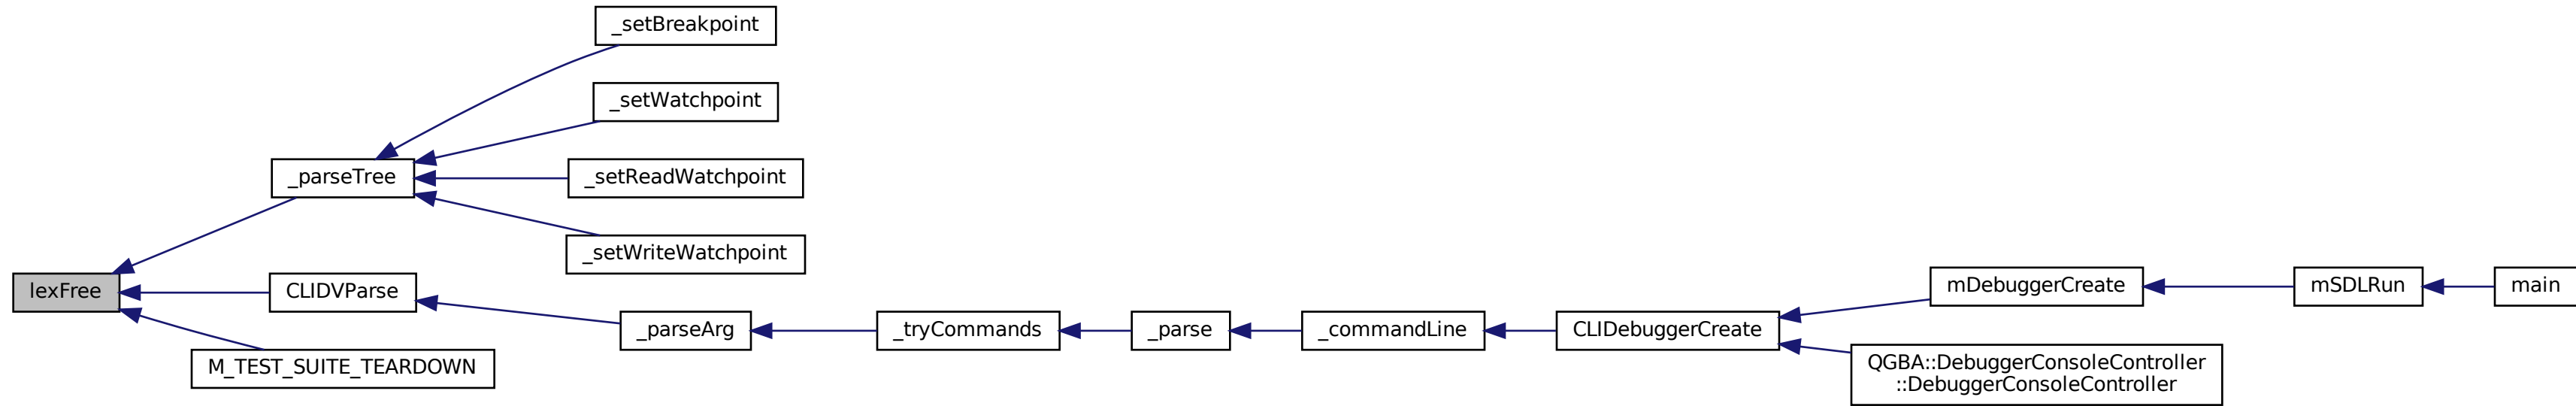 _setBreakpoint
_setWatchpoint
_parseTree
_setReadWatchpoint
_setWriteWatchpoint
lexFree
CLIDVParse
M_TEST_SUITE_TEARDOWN
_parseArg
_tryCommands
_parse
_commandLine
CLIDebuggerCreate
mDebuggerCreate
mSDLRun
main
QGBA::DebuggerConsoleController
::DebuggerConsoleController